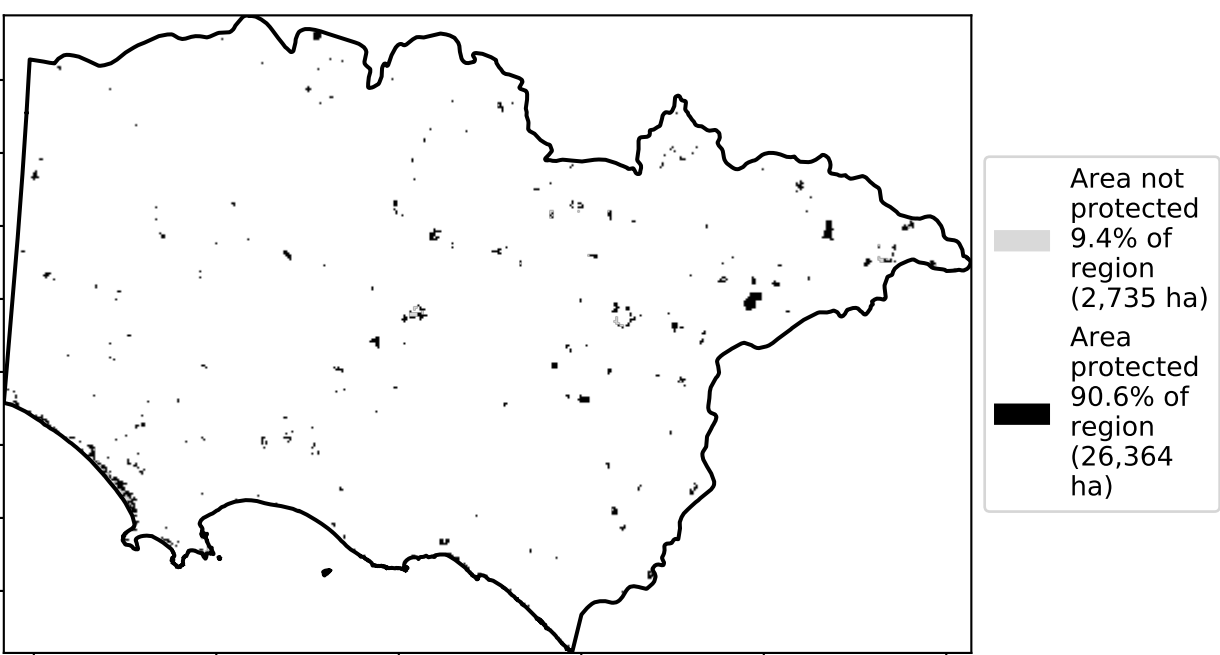 Area not
protected
9.4% of
region
(2,735 ha)
Area
protected
90.6% of
region
(26,364
ha)